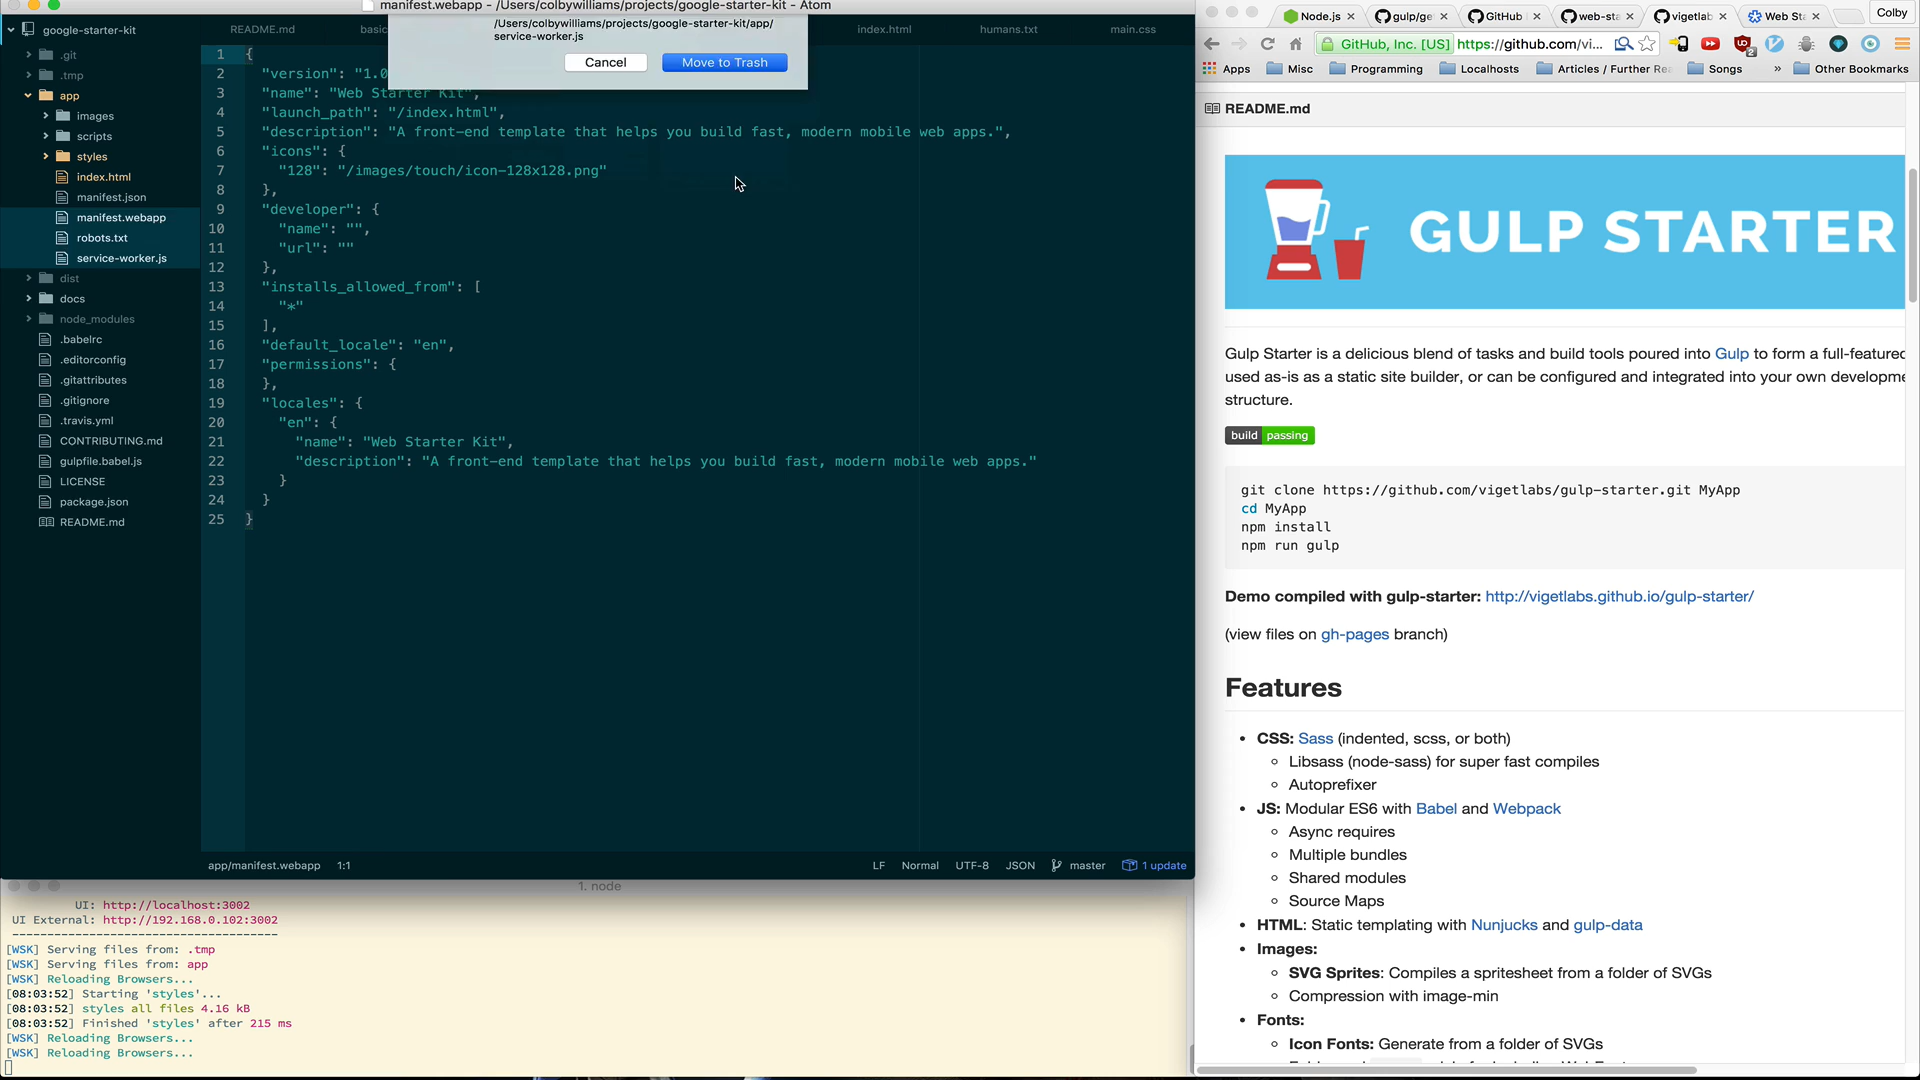 manifest.webapp - /Users/colbywilliams/projects/google-starter-kit - Atom
/Users/colbywilliams/projects/google-starter-kit/app/
service-worker.js
Cancel
Move to Trash
google-starter-kit
.git
.tmp
app
images
scripts
styles
index.html
manifest.json
manifest.webapp
robots.txt
service-worker.js
dist
docs
node_modules
.babelrc
.editorconfig
.gitattributes
.gitignore
.travis.yml
CONTRIBUTING.md
gulpfile.babel.js
LICENSE
package.json
README.md
README.md
basic
index.html
humans.txt
main.css
1 {
2 "version": "1.0
3 "name": "Web Starter Kit",
4 "launch_path": "/index.html",
5 "description": "A front-end template that helps you build fast, modern mobile web apps.",
6 "icons": {
7 "128": "/images/touch/icon-128x128.png"
8 },
9 "developer": {
10 "name": "",
11 "url": ""
12 },
13 "installs_allowed_from": [
14 "*"
15 ],
16 "default_locale": "en",
17 "permissions": {
18 },
19 "locales": {
20 "en": {
21 "name": "Web Starter Kit",
22 "description": "A front-end template that helps you build fast, modern mobile web apps."
23 }
24 }
25 }
app/manifest.webapp 1:1
LF Normal UTF-8 JSON master 1 update
1. node
UI: http://localhost:3002
UI External: http://192.168.0.102:3002
---------------------------------------
[WSK] Serving files from: .tmp
[WSK] Serving files from: app
[WSK] Reloading Browsers...
[08:03:52] Starting 'styles'...
[08:03:52] styles all files 4.16 kB
[08:03:52] Finished 'styles' after 215 ms
[WSK] Reloading Browsers...
[WSK] Reloading Browsers...
Node.js
gulp/ge
GitHub
web-sta
vigetlab
Web St
Colby
GitHub, Inc. [US] https://github.com/vi...
2
Apps Misc Programming Localhosts Articles / Further Re Songs » Other Bookmarks
README.md
GULP STARTER
Gulp Starter is a delicious blend of tasks and build tools poured into Gulp to form a full-featured
used as-is as a static site builder, or can be configured and integrated into your own developme
structure.
build passing
git clone https://github.com/vigetlabs/gulp-starter.git MyApp
cd MyApp
npm install
npm run gulp
Demo compiled with gulp-starter: http://vigetlabs.github.io/gulp-starter/
(view files on gh-pages branch)
Features
• CSS: Sass (indented, scss, or both)
Libsass (node-sass) for super fast compiles
Autoprefixer
• JS: Modular ES6 with Babel and Webpack
Async requires
Multiple bundles
Shared modules
Source Maps
• HTML: Static templating with Nunjucks and gulp-data
• Images:
SVG Sprites: Compiles a spritesheet from a folder of SVGs
Compression with image-min
• Fonts:
Icon Fonts: Generate from a folder of SVGs